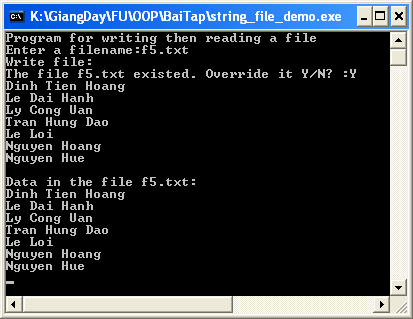 K:\GiangDay\FU\OOP\BaiTap\string_file_demo.exe
Program for writing then reading a file
Enter a filename:f5.txt
Write file:
The file f5.txt existed. Override it Y/N? :Y
Dinh Tien Hoang
Le Dai Hanh
Ly Cong Uan
Tran Hung Dao
Le Loi
Nguyen Hoang
Nguyen Hue
Data in the file f5.txt:
Dinh Tien Hoang
Le Dai Hanh
Ly Cong Uan
Tran Hung Dao
Le Loi
Nguyen Hoang
Nguyen Hue